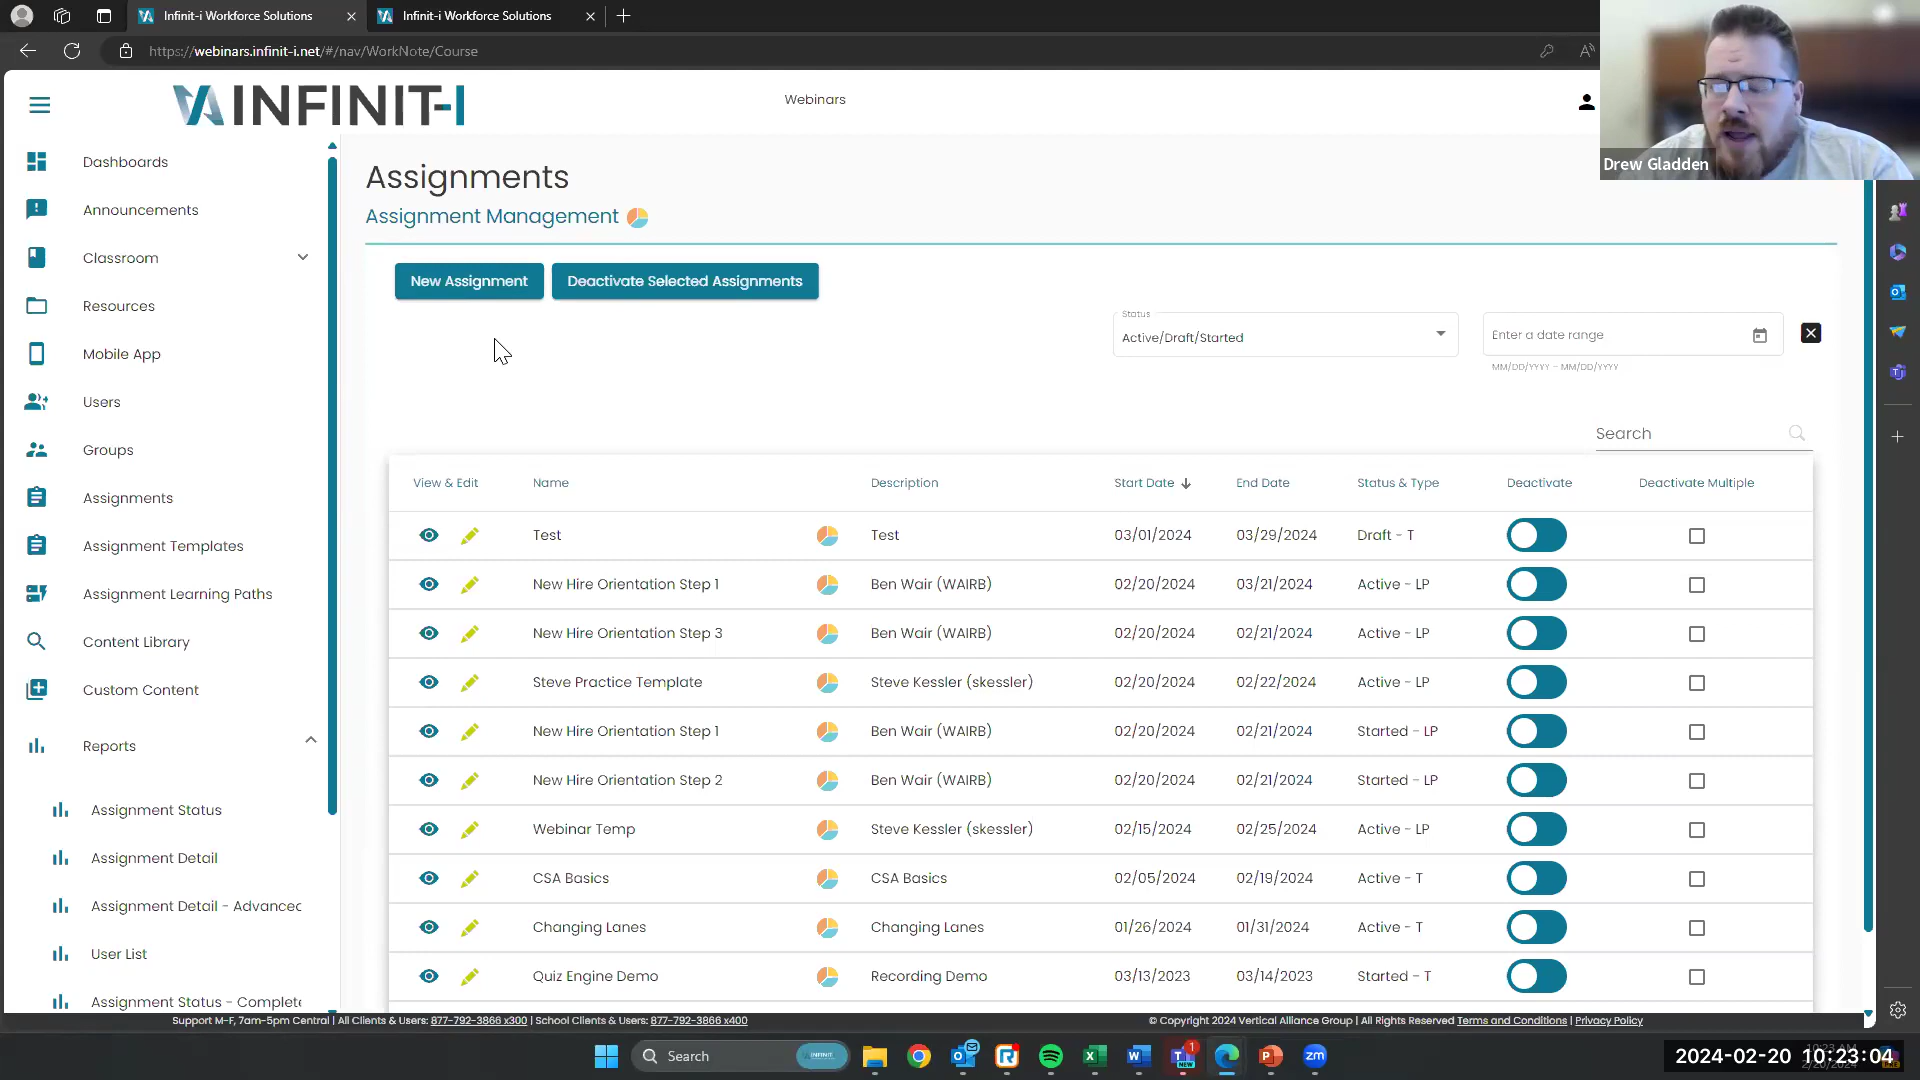 Infinit-i Workforce Solutions
Infinit-i Workforce Solutions
https://webinars.infinit-i.net/#/nav/WorkNote/Course
INFINIT-I
Webinars
Drew Gladden
Dashboards
Announcements
Classroom
Resources
Mobile App
Users
Groups
Assignments
Assignment Templates
Assignment Learning Paths
Content Library
Custom Content
Reports
Assignment Status
Assignment Detail
Assignment Detail - Advanced
User List
Assignment Status - Complete
Assignments
Assignment Management
New Assignment Deactivate Selected Assignments
Status
Active/Draft/Started
Enter a date range
MM/DD/YYYY - MM/DD/YYYY
Search
View & Edit Name Description Start Date End Date Status & Type Deactivate Deactivate Multiple
Test Test 03/01/2024 03/29/2024 Draft - T
New Hire Orientation Step 1 Ben Wair (WAIRB) 02/20/2024 03/21/2024 Active - LP
New Hire Orientation Step 3 Ben Wair (WAIRB) 02/20/2024 02/21/2024 Active - LP
Steve Practice Template Steve Kessler (skessler) 02/20/2024 02/22/2024 Active - LP
New Hire Orientation Step 1 Ben Wair (WAIRB) 02/20/2024 02/21/2024 Started - LP
New Hire Orientation Step 2 Ben Wair (WAIRB) 02/20/2024 02/21/2024 Started - LP
Webinar Temp Steve Kessler (skessler) 02/15/2024 02/25/2024 Active - LP
CSA Basics CSA Basics 02/05/2024 02/19/2024 Active - T
Changing Lanes Changing Lanes 01/26/2024 01/31/2024 Active - T
Quiz Engine Demo Recording Demo 03/13/2023 03/14/2023 Started - T
Support M-F, 7am-5pm Central | All Clients & Users: 877-792-3866 x300 | School Clients & Users: 877-792-3866 x400
© Copyright 2024 Vertical Alliance Group | All Rights Reserved Terms and Conditions | Privacy Policy
Search
2024-02-20 10:23:04